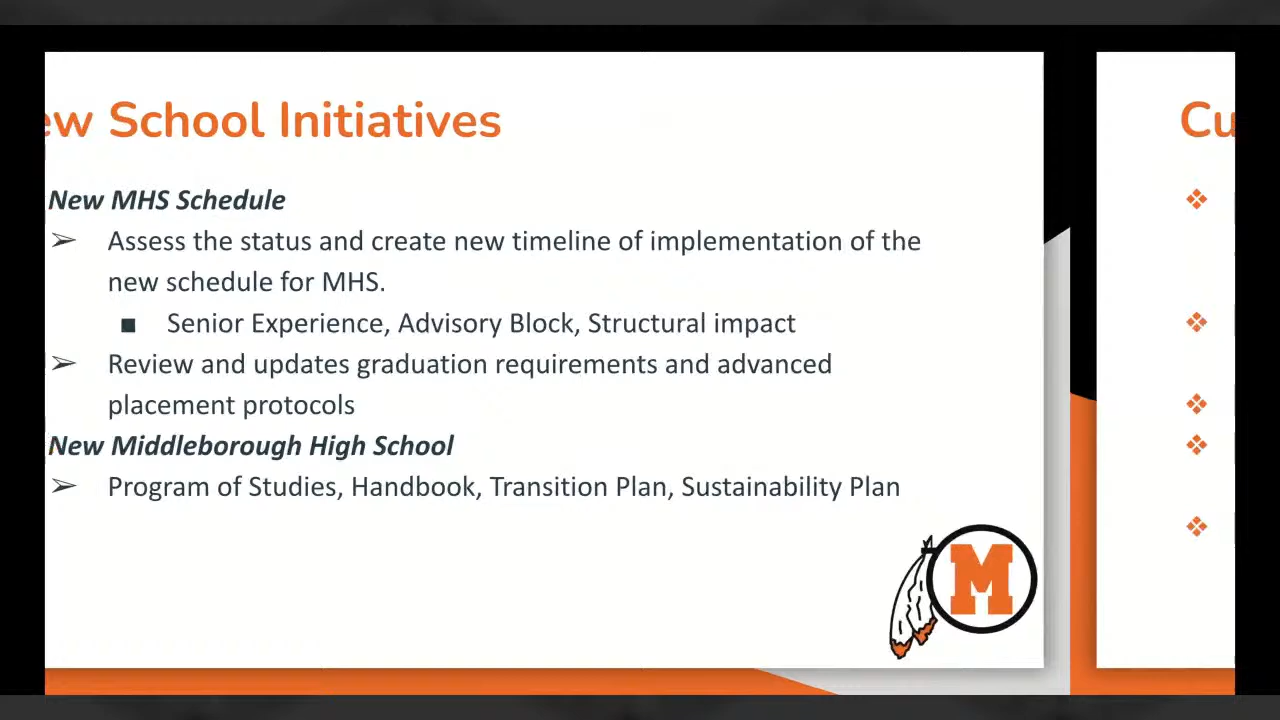 ew School Initiatives
New MHS Schedule
➢ Assess the status and create new timeline of implementation of the
new schedule for MHS.
■ Senior Experience, Advisory Block, Structural impact
➢ Review and updates graduation requirements and advanced
placement protocols
New Middleborough High School
➢ Program of Studies, Handbook, Transition Plan, Sustainability Plan
M
Cu